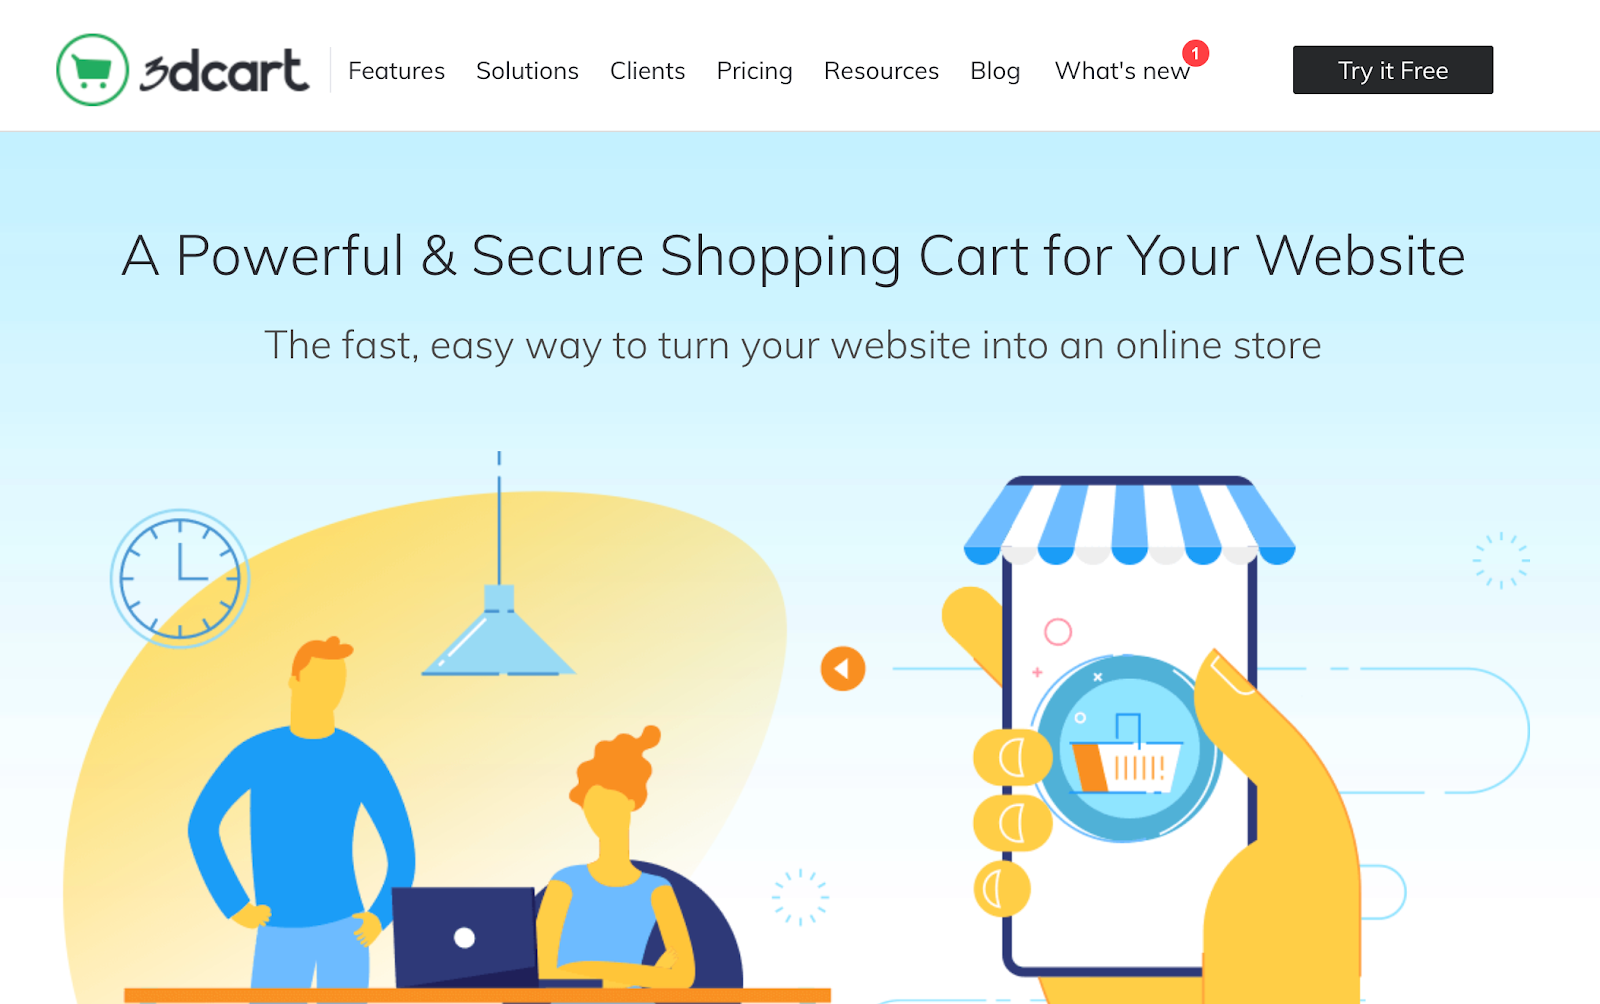 3dcart
Features Solutions Clients Pricing Resources Blog What's new 1 Try it Free
A Powerful & Secure Shopping Cart for Your Website
The fast, easy way to turn your website into an online store